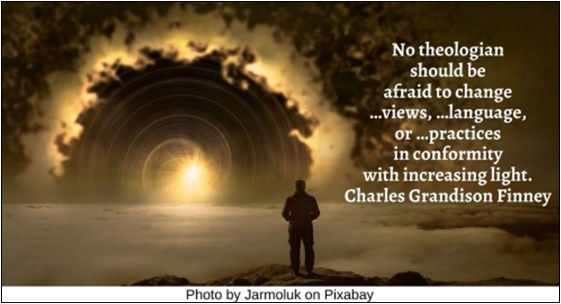 No theologian
should be
afraid to change
...views, ...language,
or ...practices
in conformity
with increasing light.
Charles Grandison Finney
Photo by Jarmoluk on Pixabay